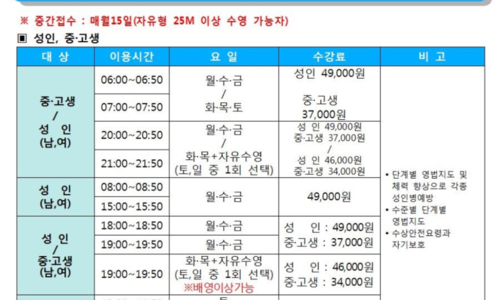 ※ 중간접수 : 매월15일(자유형 25M 이상 수영 가능자)
▣ 성인, 중·고생
대 상 이용시간 요 일 수강료 비 고
중·고생
/
성 인
(남,여)
06:00~06:50
07:00~07:50
월·수·금
/
화·목·토
성인 49,000원
중·고생
37,000원
20:00~20:50
21:00~21:50
월·수·금
/
화·목+자유수영
(토,일 중 1회 선택)
성 인 49,000원
중·고생 37,000원
/
성 인 46,000원
중·고생 34,000원
성 인
(남,여)
08:00~08:50
15:00~15:50
월·수·금
49,000원
성 인
/
중·고생
(남,여)
18:00~18:50 월·수·금
19:00~19:50 월·수·금
성 인 : 49,000원
중·고생 : 37,000원
19:00~19:50
화·목+자유수영
(토,일 중 1회 선택)
※배영이상가능
성 인 : 46,000원
중·고생 : 34,000원
• 단계별 영법지도 및
체력 향상으로 각종
성인병예방
• 수준별 단계별
영법지도
• 수상안전요령과
자기보호